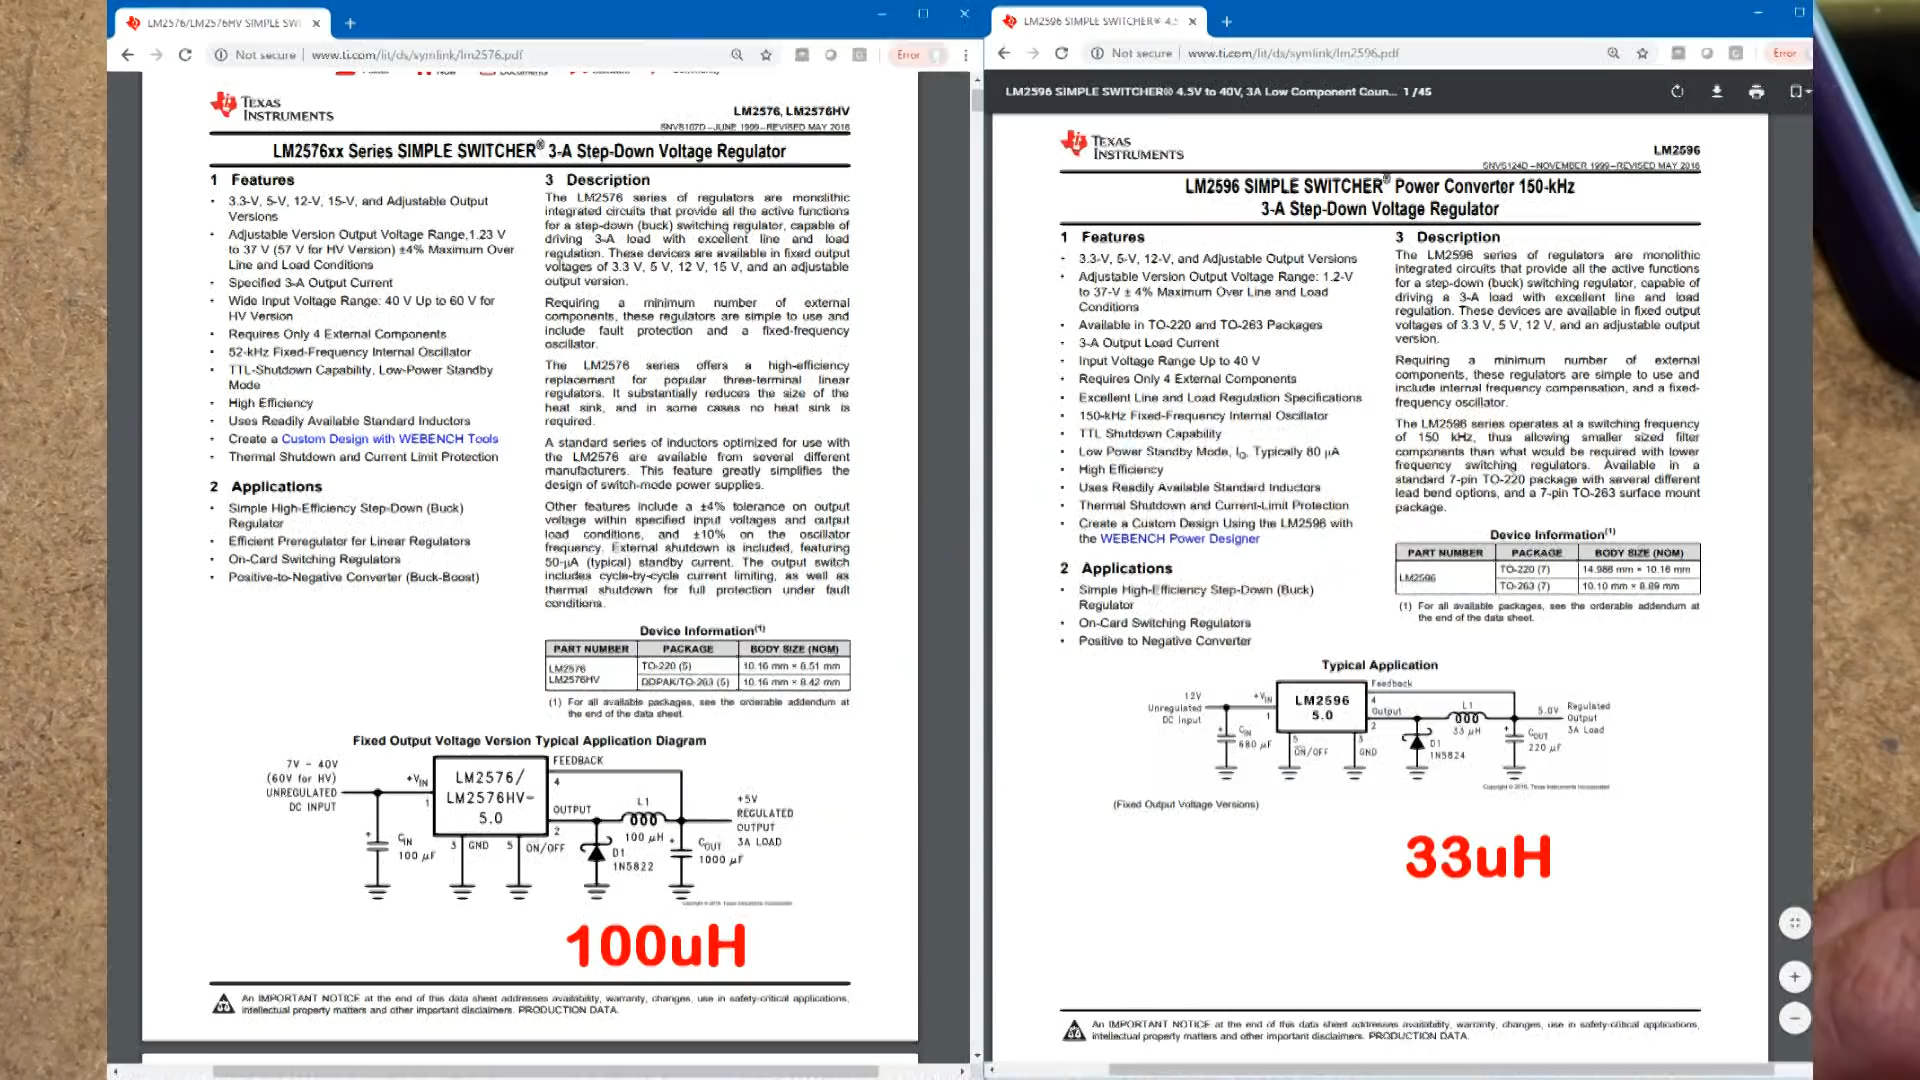 LM2576/LM2576HV SIMPLE SWI
Not secure
www.ti.com/lit/ds/symlink/lm2576.pdf
Error
TEXAS
INSTRUMENTS
LM2576, LM2576HV
SNVS107D –JUNE 1999–REVISED MAY 2016
LM2576xx Series SIMPLE SWITCHER® 3-A Step-Down Voltage Regulator
1 Features
• 3.3-V, 5-V, 12-V, 15-V, and Adjustable Output
Versions
• Adjustable Version Output Voltage Range,1.23 V
to 37 V (57 V for HV Version) ±4% Maximum Over
Line and Load Conditions
• Specified 3-A Output Current
• Wide Input Voltage Range: 40 V Up to 60 V for
HV Version
• Requires Only 4 External Components
• 52-kHz Fixed-Frequency Internal Oscillator
• TTL-Shutdown Capability, Low-Power Standby
Mode
• High Efficiency
• Uses Readily Available Standard Inductors
• Create a Custom Design with WEBENCH Tools
• Thermal Shutdown and Current Limit Protection
2 Applications
• Simple High-Efficiency Step-Down (Buck)
Regulator
• Efficient Preregulator for Linear Regulators
• On-Card Switching Regulators
• Positive-to-Negative Converter (Buck-Boost)
3 Description
The LM2576 series of regulators are monolithic
integrated circuits that provide all the active functions
for a step-down (buck) switching regulator, capable of
driving 3-A load with excellent line and load
regulation. These devices are available in fixed output
voltages of 3.3 V, 5 V, 12 V, 15 V, and an adjustable
output version.
Requiring a minimum number of external
components, these regulators are simple to use and
include fault protection and a fixed-frequency
oscillator.
The LM2576 series offers a high-efficiency
replacement for popular three-terminal linear
regulators. It substantially reduces the size of the
heat sink, and in some cases no heat sink is
required.
A standard series of inductors optimized for use with
the LM2576 are available from several different
manufacturers. This feature greatly simplifies the
design of switch-mode power supplies.
Other features include a ±4% tolerance on output
voltage within specified input voltages and output
load conditions, and ±10% on the oscillator
frequency. External shutdown is included, featuring
50-μA (typical) standby current. The output switch
includes cycle-by-cycle current limiting, as well as
thermal shutdown for full protection under fault
conditions.
Device Information(1)
PART NUMBER PACKAGE BODY SIZE (NOM)
LM2576
LM2576HV
TO-220 (5) 10.16 mm × 8.51 mm
DDPAK/TO-263 (5) 10.16 mm × 8.42 mm
(1) For all available packages, see the orderable addendum at
the end of the data sheet.
Fixed Output Voltage Version Typical Application Diagram
7V – 40V
(60V for HV)
UNREGULATED
DC INPUT
+VIN
1
LM2576/
LM2576HV-
5.0
FEEDBACK
4
OUTPUT
2
L1
100 μH
+5V
REGULATED
OUTPUT
3A LOAD
CIN
100 μF
3 GND 5 ON/OFF
D1
1N5822
COUT
1000 μF
100uH
An IMPORTANT NOTICE at the end of this data sheet addresses availability, warranty, changes, use in safety-critical applications,
intellectual property matters and other important disclaimers. PRODUCTION DATA.
LM2596 SIMPLE SWITCHER® 4.5
Not secure
www.ti.com/lit/ds/symlink/lm2596.pdf
Error
LM2596 SIMPLE SWITCHER® 4.5V to 40V, 3A Low Component Coun... 1 /45
TEXAS
INSTRUMENTS
LM2596
SNVS124D –NOVEMBER 1999–REVISED MAY 2016
LM2596 SIMPLE SWITCHER® Power Converter 150-kHz
3-A Step-Down Voltage Regulator
1 Features
• 3.3-V, 5-V, 12-V, and Adjustable Output Versions
• Adjustable Version Output Voltage Range: 1.2-V
to 37-V ± 4% Maximum Over Line and Load
Conditions
• Available in TO-220 and TO-263 Packages
• 3-A Output Load Current
• Input Voltage Range Up to 40 V
• Requires Only 4 External Components
• Excellent Line and Load Regulation Specifications
• 150-kHz Fixed-Frequency Internal Oscillator
• TTL Shutdown Capability
• Low Power Standby Mode, IQ, Typically 80 μA
• High Efficiency
• Uses Readily Available Standard Inductors
• Thermal Shutdown and Current-Limit Protection
• Create a Custom Design Using the LM2596 with
the WEBENCH Power Designer
2 Applications
• Simple High-Efficiency Step-Down (Buck)
Regulator
• On-Card Switching Regulators
• Positive to Negative Converter
3 Description
The LM2596 series of regulators are monolithic
integrated circuits that provide all the active functions
for a step-down (buck) switching regulator, capable of
driving a 3-A load with excellent line and load
regulation. These devices are available in fixed output
voltages of 3.3 V, 5 V, 12 V, and an adjustable output
version.
Requiring a minimum number of external
components, these regulators are simple to use and
include internal frequency compensation, and a fixed-
frequency oscillator.
The LM2596 series operates at a switching frequency
of 150 kHz, thus allowing smaller sized filter
components than what would be required with lower
frequency switching regulators. Available in a
standard 7-pin TO-220 package with several different
lead bend options, and a 7-pin TO-263 surface mount
package.
Device Information(1)
PART NUMBER PACKAGE BODY SIZE (NOM)
LM2596
TO-220 (7) 14.986 mm × 10.16 mm
TO-263 (7) 10.10 mm × 8.89 mm
(1) For all available packages, see the orderable addendum at
the end of the data sheet.
Typical Application
12V
Unregulated
DC Input
+VIN
1
LM2596
5.0
Feedback
4
Output
2
L1
33 μH
5.0V
Regulated
Output
3A Load
CIN
680 μF
5
ON/OFF
3
GND
D1
1N5824
COUT
220 μF
Copyright © 2016, Texas Instruments Incorporated
(Fixed Output Voltage Versions)
33uH
An IMPORTANT NOTICE at the end of this data sheet addresses availability, warranty, changes, use in safety-critical applications,
intellectual property matters and other important disclaimers. PRODUCTION DATA.